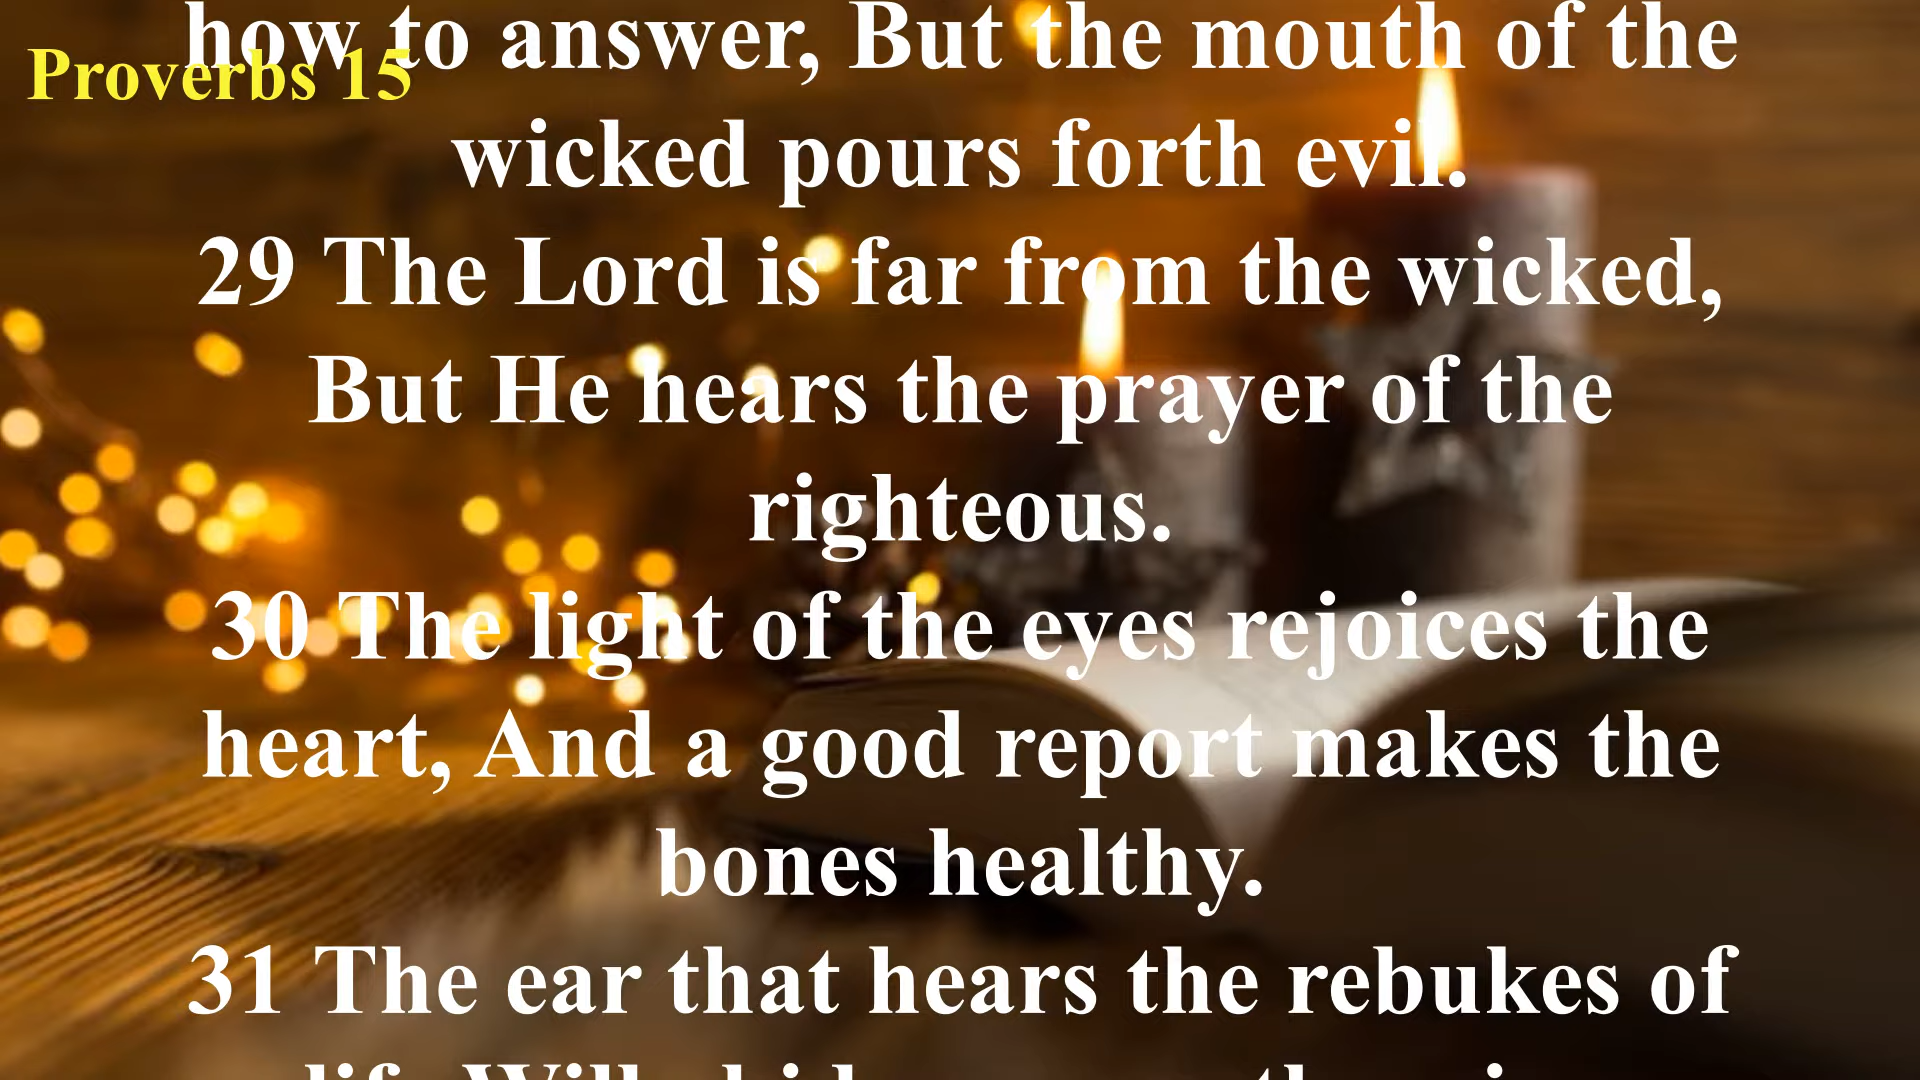 how to answer, But the mouth of the
Proverbs 15
wicked pours forth evil.
29 The Lord is far from the wicked,
But He hears the prayer of the
righteous.
30 The light of the eyes rejoices the
heart, And a good report makes the
bones healthy.
31 The ear that hears the rebukes of